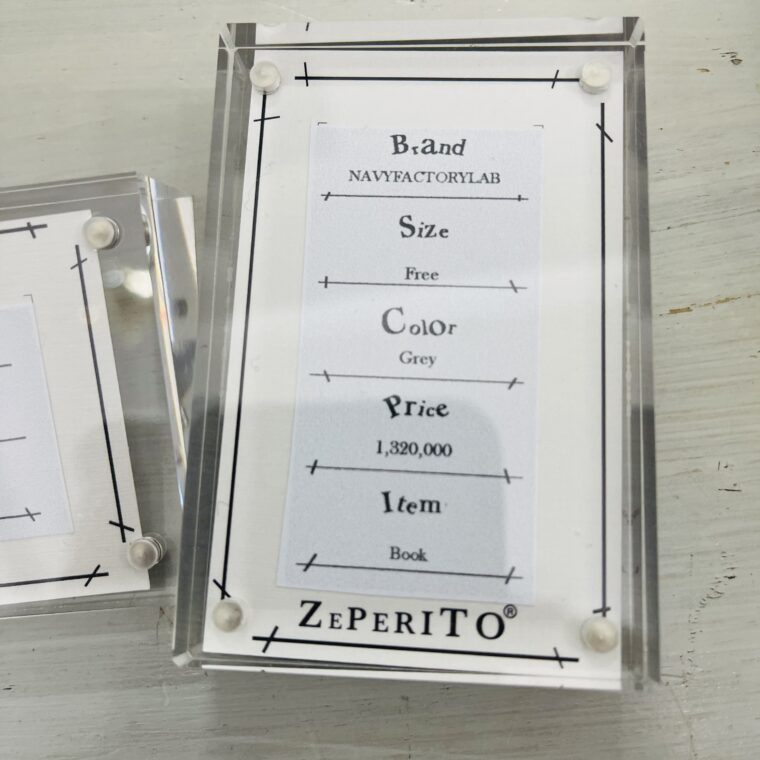 Brand
NAVYFACTORYLAB
Size
Free
Color
Grey
Price
1,320,000
Item
Book
ZEPERITO®